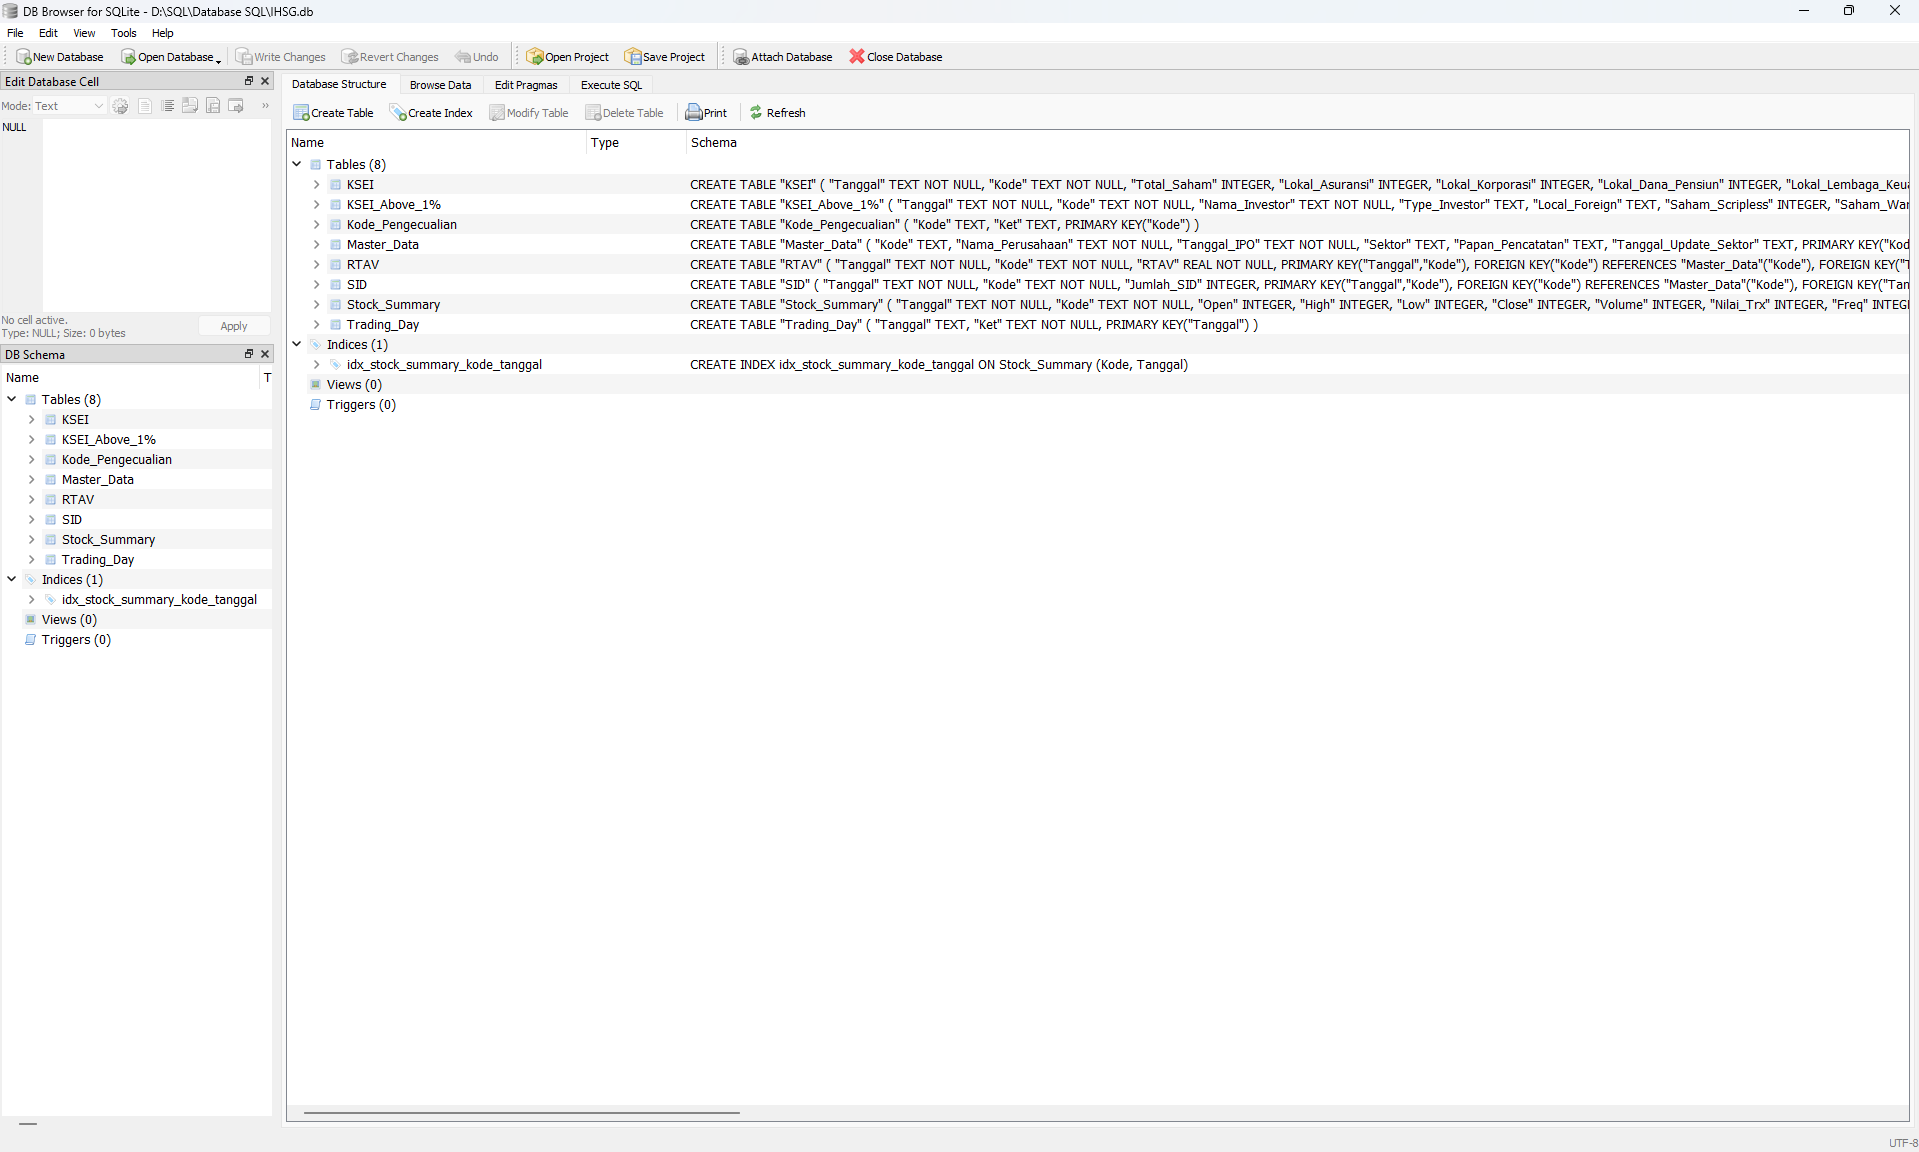 DB Browser for SQLite - D:\SQL\Database SQL\IHSG.db
File Edit View Tools Help
New Database Open Database Write Changes Revert Changes Undo Open Project Save Project Attach Database Close Database
Edit Database Cell
Mode: Text
NULL
No cell active.
Type: NULL; Size: 0 bytes
Apply
DB Schema
Name T
Tables (8)
KSEI
KSEI_Above_1%
Kode_Pengecualian
Master_Data
RTAV
SID
Stock_Summary
Trading_Day
Indices (1)
idx_stock_summary_kode_tanggal
Views (0)
Triggers (0)
Database Structure Browse Data Edit Pragmas Execute SQL
Create Table Create Index Modify Table Delete Table Print Refresh
Name Type Schema
Tables (8)
KSEI CREATE TABLE "KSEI" ( "Tanggal" TEXT NOT NULL, "Kode" TEXT NOT NULL, "Total_Saham" INTEGER, "Lokal_Asuransi" INTEGER, "Lokal_Korporasi" INTEGER, "Lokal_Dana_Pensiun" INTEGER, "Lokal_Lembaga_Keua
KSEI_Above_1% CREATE TABLE "KSEI_Above_1%" ( "Tanggal" TEXT NOT NULL, "Kode" TEXT NOT NULL, "Nama_Investor" TEXT NOT NULL, "Type_Investor" TEXT, "Local_Foreign" TEXT, "Saham_Scripless" INTEGER, "Saham_War
Kode_Pengecualian CREATE TABLE "Kode_Pengecualian" ( "Kode" TEXT, "Ket" TEXT, PRIMARY KEY("Kode") )
Master_Data CREATE TABLE "Master_Data" ( "Kode" TEXT, "Nama_Perusahaan" TEXT NOT NULL, "Tanggal_IPO" TEXT NOT NULL, "Sektor" TEXT, "Papan_Pencatatan" TEXT, "Tanggal_Update_Sektor" TEXT, PRIMARY KEY("Kod
RTAV CREATE TABLE "RTAV" ( "Tanggal" TEXT NOT NULL, "Kode" TEXT NOT NULL, "RTAV" REAL NOT NULL, PRIMARY KEY("Tanggal","Kode"), FOREIGN KEY("Kode") REFERENCES "Master_Data"("Kode"), FOREIGN KEY("T
SID CREATE TABLE "SID" ( "Tanggal" TEXT NOT NULL, "Kode" TEXT NOT NULL, "Jumlah_SID" INTEGER, PRIMARY KEY("Tanggal","Kode"), FOREIGN KEY("Kode") REFERENCES "Master_Data"("Kode"), FOREIGN KEY("Tan
Stock_Summary CREATE TABLE "Stock_Summary" ( "Tanggal" TEXT NOT NULL, "Kode" TEXT NOT NULL, "Open" INTEGER, "High" INTEGER, "Low" INTEGER, "Close" INTEGER, "Volume" INTEGER, "Nilai_Trx" INTEGER, "Freq" INTEG
Trading_Day CREATE TABLE "Trading_Day" ( "Tanggal" TEXT, "Ket" TEXT NOT NULL, PRIMARY KEY("Tanggal") )
Indices (1)
idx_stock_summary_kode_tanggal CREATE INDEX idx_stock_summary_kode_tanggal ON Stock_Summary (Kode, Tanggal)
Views (0)
Triggers (0)
UTF-8